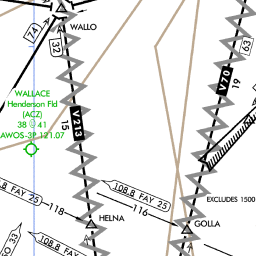 WALLO
74
32
63
WALLACE
Henderson Fld
(ACZ)
38 41
AWOS-3P 121.07
V213
15
V70
19
108.8 FAY 25
108.8 FAY 25
EXCLUDES 1500
118
HELNA
116
GOLLA
33